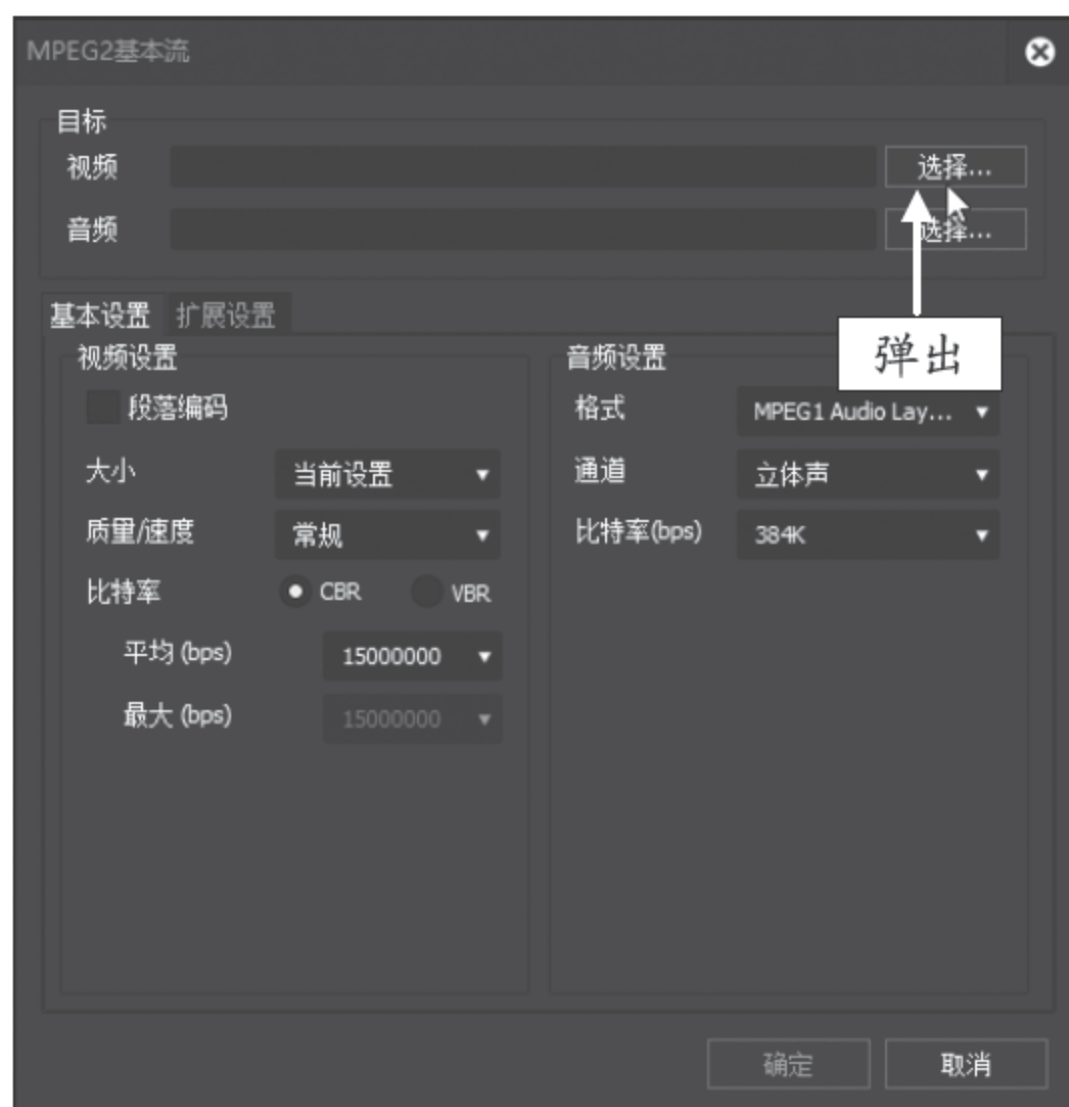 MPEG2基本流
目标
视频 选择...
音频 选择...
基本设置 扩展设置
弹出
视频设置 音频设置
段落编码 格式 MPEG1 Audio Lay...
大小 当前设置 通道 立体声
质里/速度 常规 比特率(bps) 384K
比特率 CBR VBR
平均 (bps) 15000000
最大 (bps) 15000000
确定 取消